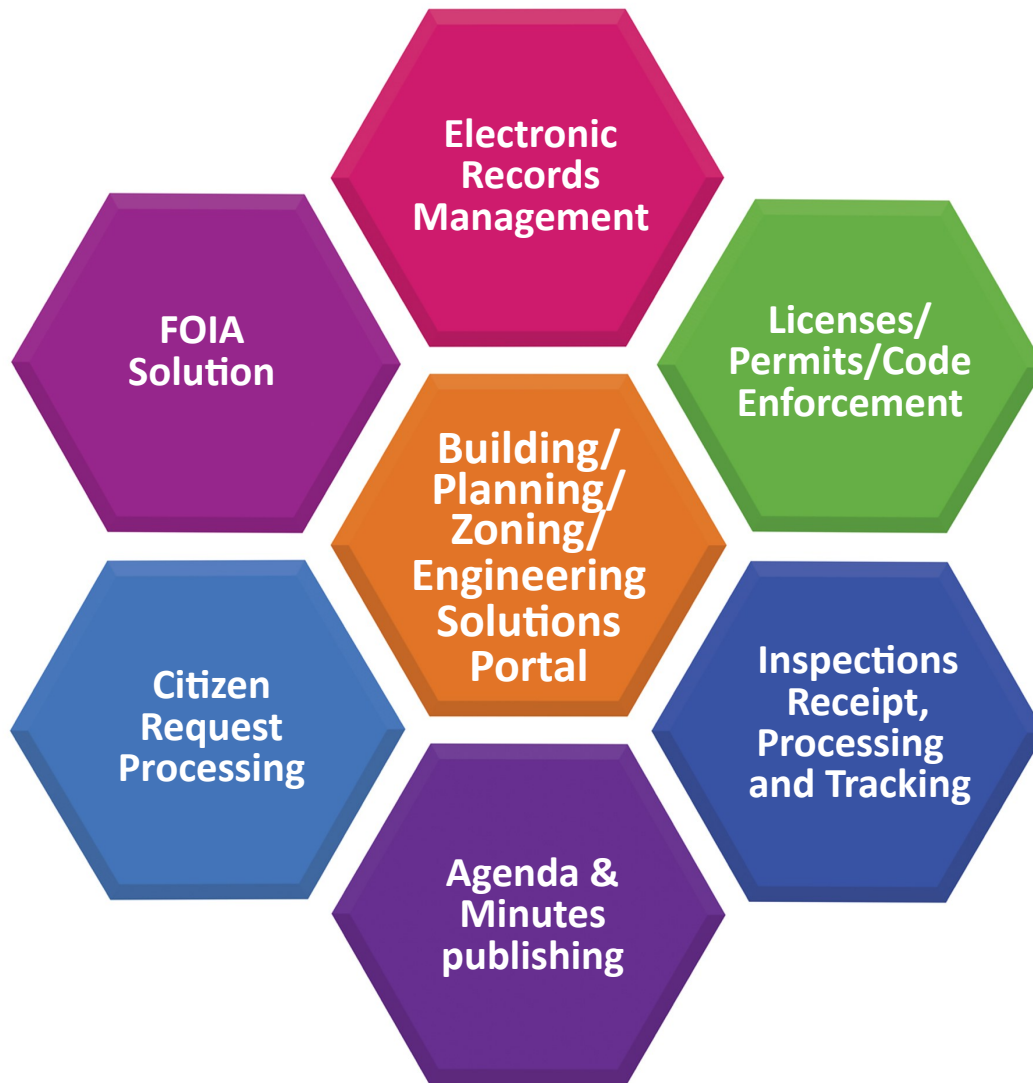 Electronic
Records
Management
FOIA
Solution
Licenses/
Permits/Code
Enforcement
Building/
Planning/
Zoning/
Engineering
Solutions
Portal
Citizen
Request
Processing
Inspections
Receipt,
Processing
and Tracking
Agenda &
Minutes
publishing